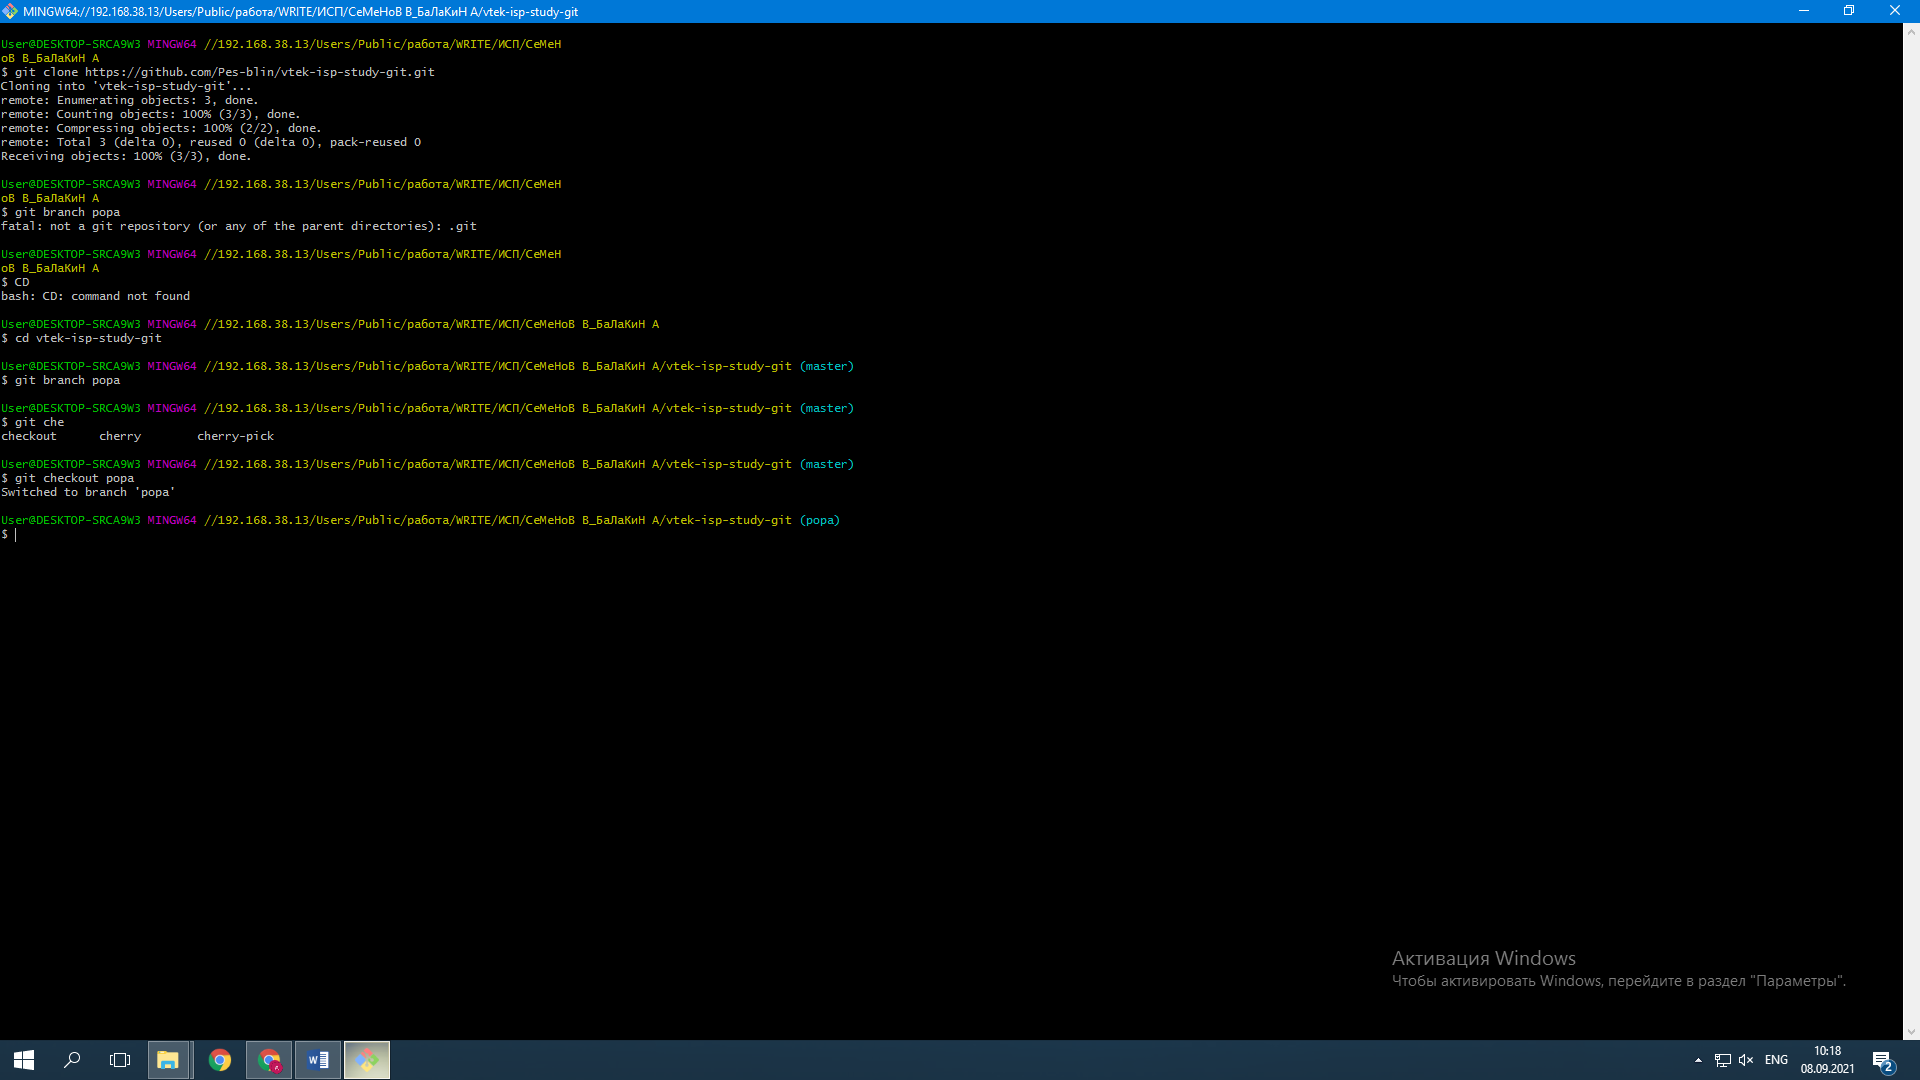 MINGW64://192.168.38.13/Users/Public/работа/WRITE/ИСП/СеМеНоВ В_БаЛаКиН А/vtek-isp-study-git
User@DESKTOP-SRCA9W3 MINGW64 //192.168.38.13/Users/Public/работа/WRITE/ИСП/СеМеН
оВ В_БаЛаКиН А
$ git clone https://github.com/Pes-blin/vtek-isp-study-git.git
Cloning into 'vtek-isp-study-git'...
remote: Enumerating objects: 3, done.
remote: Counting objects: 100% (3/3), done.
remote: Compressing objects: 100% (2/2), done.
remote: Total 3 (delta 0), reused 0 (delta 0), pack-reused 0
Receiving objects: 100% (3/3), done.
User@DESKTOP-SRCA9W3 MINGW64 //192.168.38.13/Users/Public/работа/WRITE/ИСП/СеМеН
оВ В_БаЛаКиН А
$ git branch popa
fatal: not a git repository (or any of the parent directories): .git
User@DESKTOP-SRCA9W3 MINGW64 //192.168.38.13/Users/Public/работа/WRITE/ИСП/СеМеН
оВ В_БаЛаКиН А
$ CD
bash: CD: command not found
User@DESKTOP-SRCA9W3 MINGW64 //192.168.38.13/Users/Public/работа/WRITE/ИСП/СеМеНоВ В_БаЛаКиН А
$ cd vtek-isp-study-git
User@DESKTOP-SRCA9W3 MINGW64 //192.168.38.13/Users/Public/работа/WRITE/ИСП/СеМеНоВ В_БаЛаКиН А/vtek-isp-study-git (master)
$ git branch popa
User@DESKTOP-SRCA9W3 MINGW64 //192.168.38.13/Users/Public/работа/WRITE/ИСП/СеМеНоВ В_БаЛаКиН А/vtek-isp-study-git (master)
$ git che
checkout cherry cherry-pick
User@DESKTOP-SRCA9W3 MINGW64 //192.168.38.13/Users/Public/работа/WRITE/ИСП/СеМеНоВ В_БаЛаКиН А/vtek-isp-study-git (master)
$ git checkout popa
Switched to branch 'popa'
User@DESKTOP-SRCA9W3 MINGW64 //192.168.38.13/Users/Public/работа/WRITE/ИСП/СеМеНоВ В_БаЛаКиН А/vtek-isp-study-git (popa)
$
Активация Windows
Чтобы активировать Windows, перейдите в раздел "Параметры".
ENG
10:18
08.09.2021
2